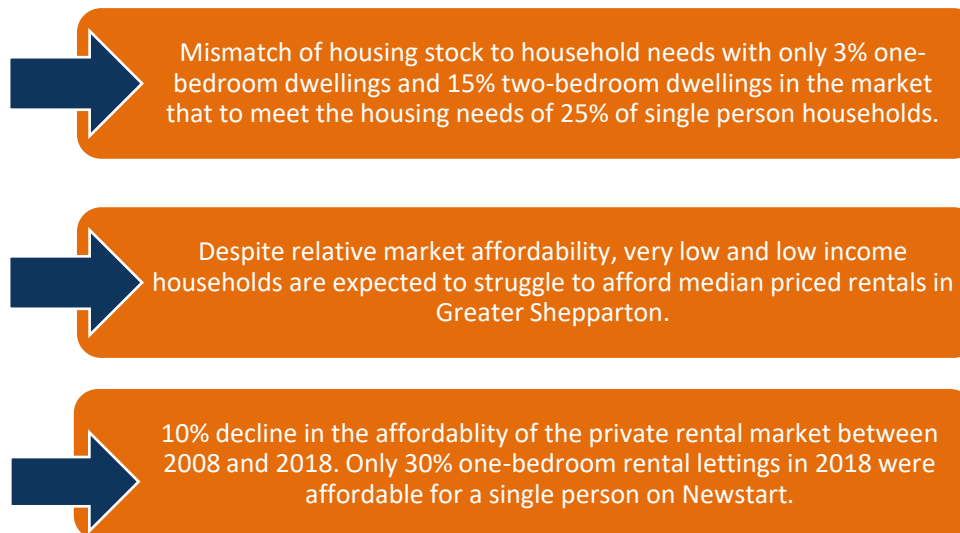 Mismatch of housing stock to household needs with only 3% one-
bedroom dwellings and 15% two-bedroom dwellings in the market
that to meet the housing needs of 25% of single person households.
Despite relative market affordability, very low and low income
households are expected to struggle to afford median priced rentals in
Greater Shepparton.
10% decline in the affordablity of the private rental market between
2008 and 2018. Only 30% one-bedroom rental lettings in 2018 were
affordable for a single person on Newstart.